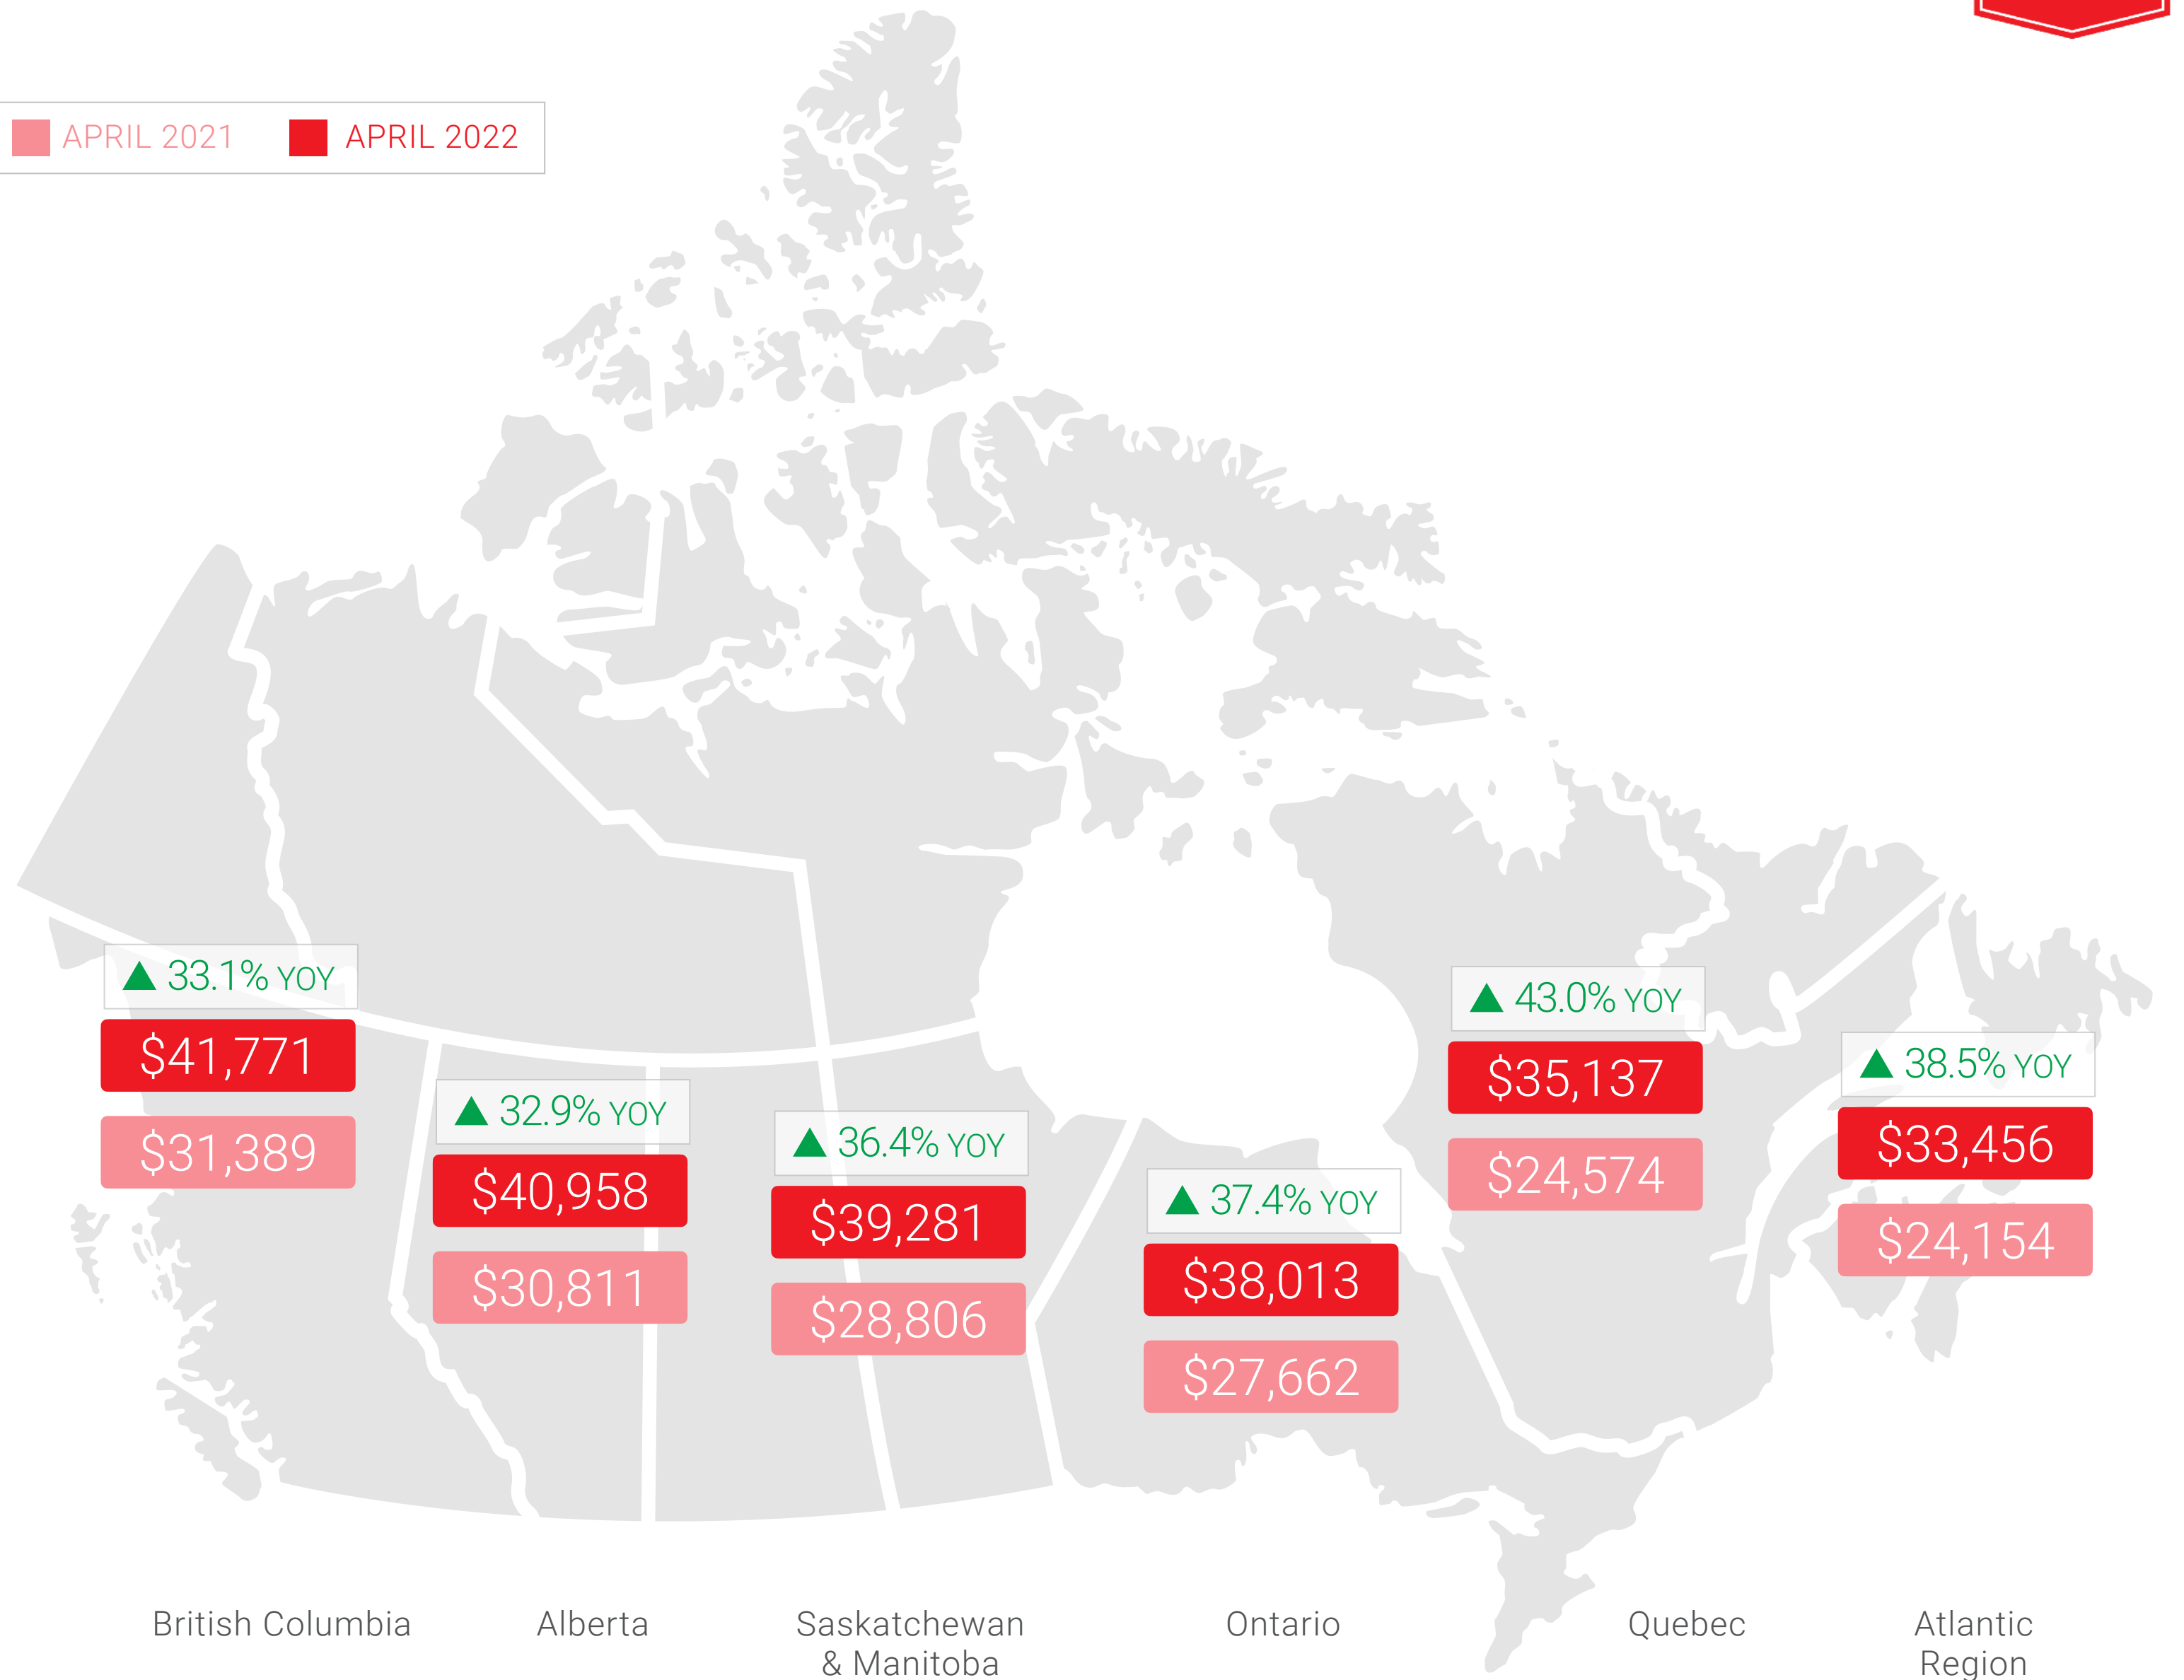 APRIL 2021 APRIL 2022
▲ 33.1% YOY
$41,771
$31,389
▲ 32.9% YOY
$40,958
$30,811
▲ 36.4% YOY
$39,281
$28,806
▲ 37.4% YOY
$38,013
$27,662
▲ 43.0% YOY
$35,137
$24,574
▲ 38.5% YOY
$33,456
$24,154
British Columbia
Alberta
Saskatchewan
& Manitoba
Ontario
Quebec
Atlantic
Region